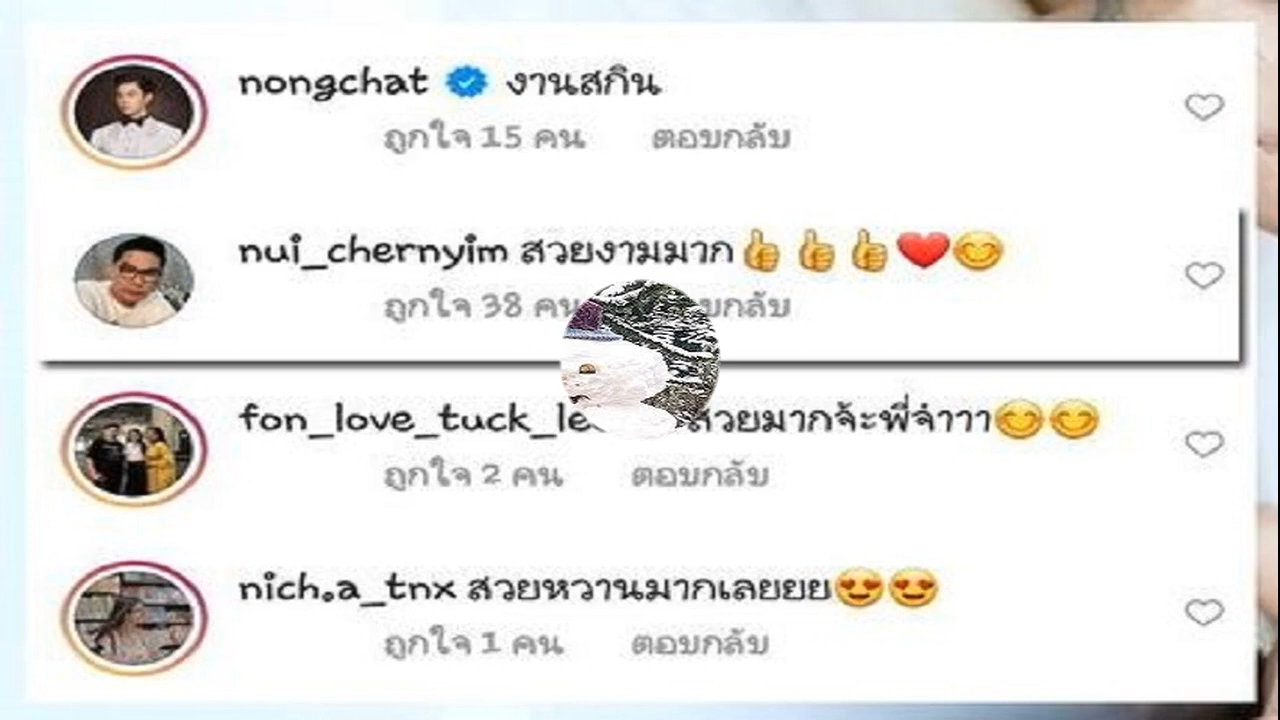 nongchat งานสกิน
ถูกใจ 15 คน ตอบกลับ
nui_chernyim สวยงามมาก👍👍👍❤️😊
ถูกใจ 38 คน
fon_love_tuck_le สวยมากจ้ะพี่จ๋าาา😊😊
ถูกใจ 2 คน ตอบกลับ
nich.a_tnx สวยหวานมากเลยยยย😍😍
ถูกใจ 1 คน ตอบกลับ